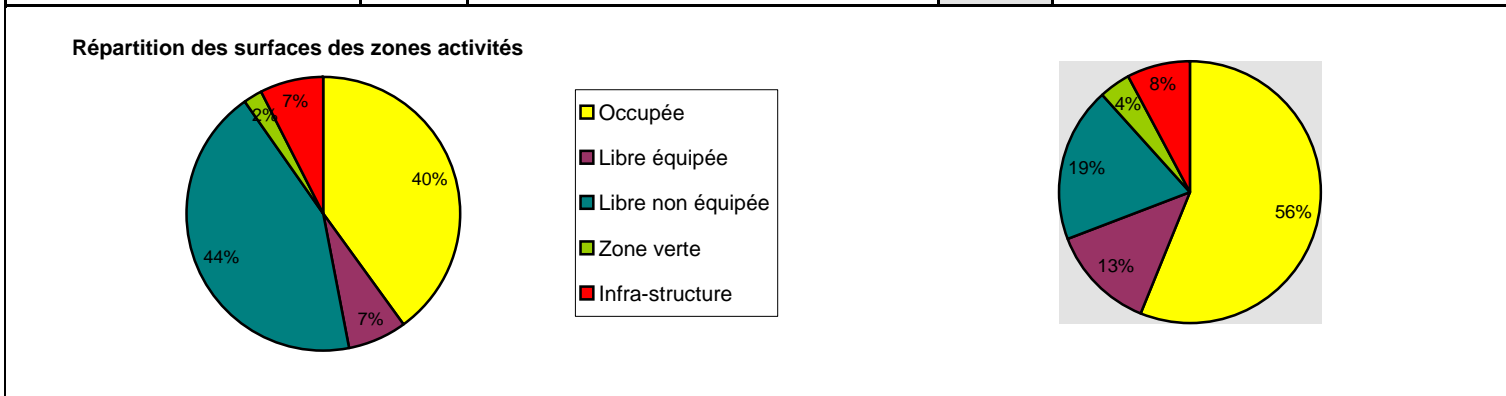 Répartition des surfaces des zones activités
7%
2%
40%
44%
7%
Occupée
Libre équipée
Libre non équipée
Zone verte
Infra-structure
8%
4%
19%
56%
13%